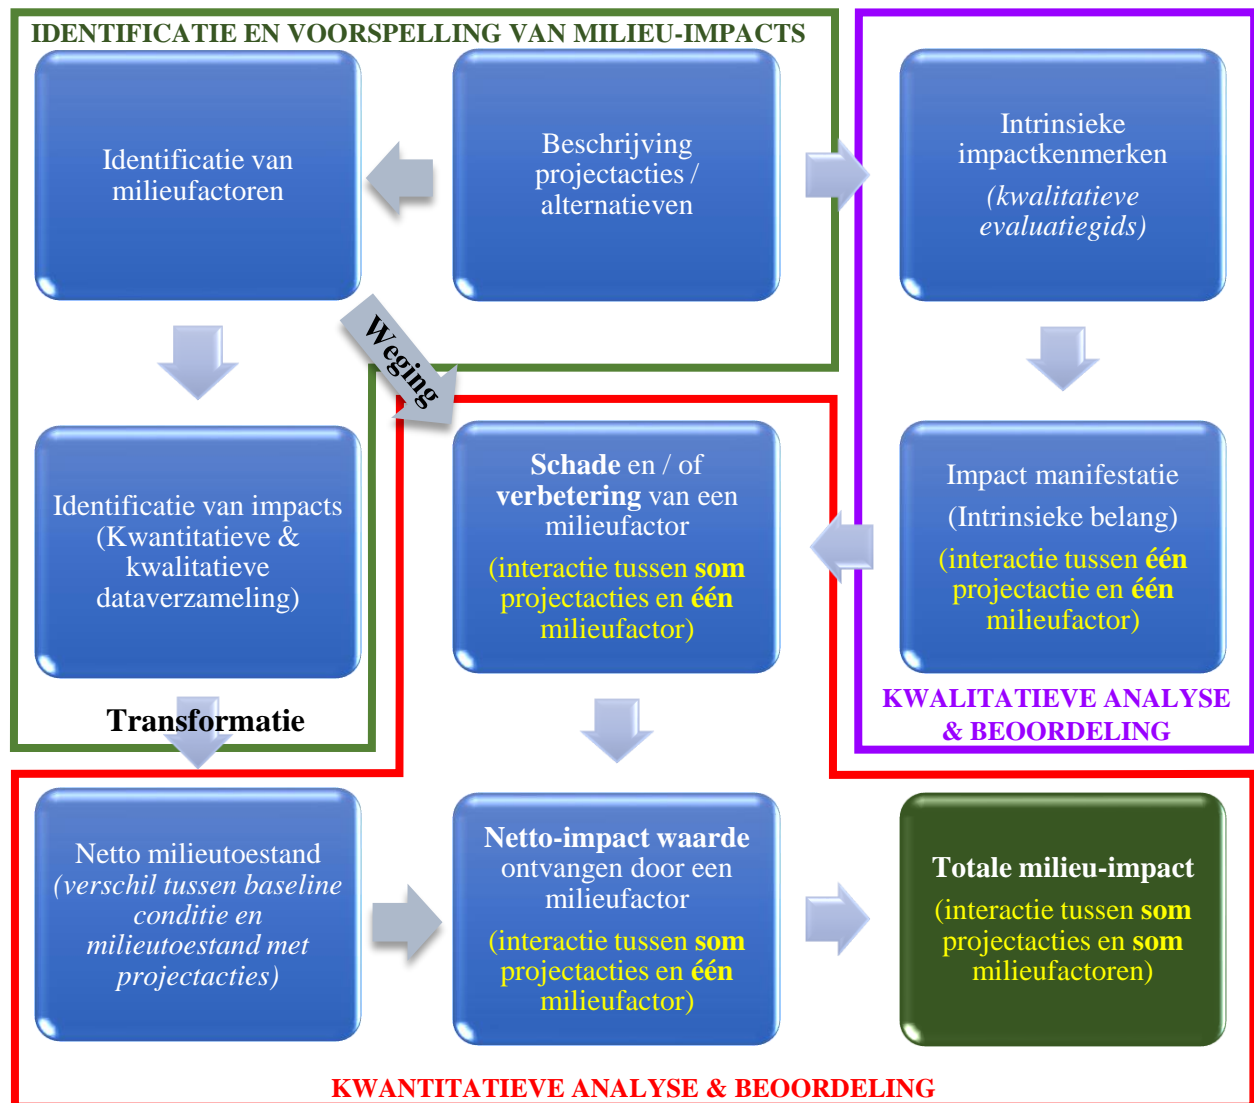 IDENTIFICATIE EN VOORSPELLING VAN MILIEU-IMPACTS
Identificatie van
milieufactoren
Beschrijving
projectacties /
alternatieven
Intrinsieke
impactkenmerken
(kwalitatieve
evaluatiegids)
Weging
Identificatie van impacts
(Kwantitatieve &
kwalitatieve
dataverzameling)
Schade en / of
verbetering van een
milieufactor
(interactie tussen som
projectacties en één
milieufactor)
Impact manifestatie
(Intrinsieke belang)
(interactie tussen één
projectactie en één
milieufactor)
KWALITATIEVE ANALYSE
& BEOORDELING
Transformatie
Netto milieutoestand
(verschil tussen baseline
conditie en
milieutoestand met
projectacties)
Netto-impact waarde
ontvangen door een
milieufactor
(interactie tussen som
projectacties en één
milieufactor)
Totale milieu-impact
(interactie tussen som
projectacties en som
milieufactoren)
KWANTITATIEVE ANALYSE & BEOORDELING